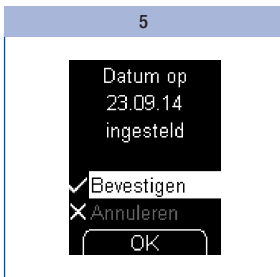 5
Datum op
23.09.14
ingesteld
Bevestigen
Annuleren
OK